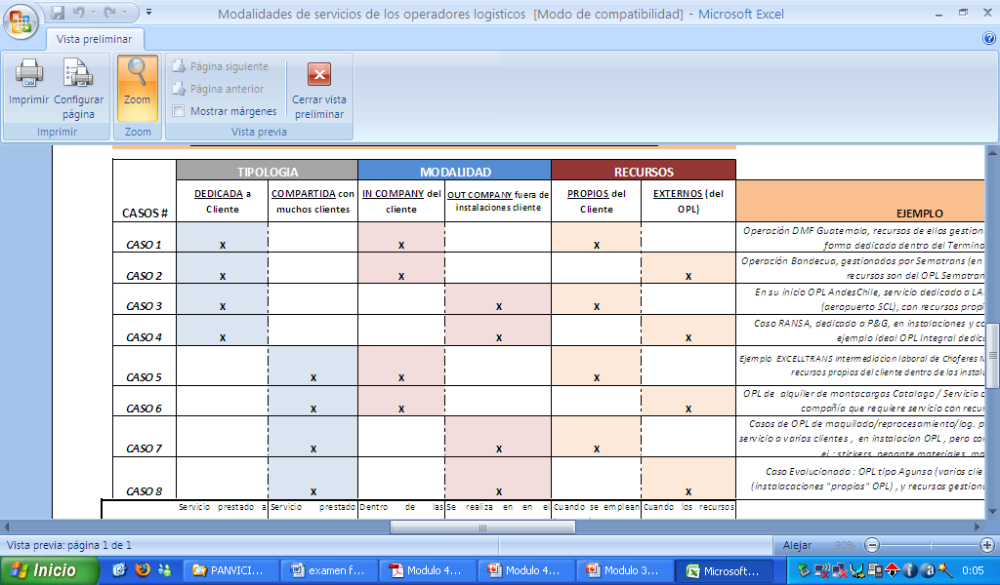 Modalidades de servicios de los operadores logisticos [Modo de compatibilidad] - Microsoft Excel
Vista preliminar
Imprimir
Configurar página
Zoom
Página siguiente
Página anterior
Mostrar márgenes
Cerrar vista preliminar
Imprimir
Zoom
Vista previa
TIPOLOGIA MODALIDAD RECURSOS
CASOS #
DEDICADA a Cliente
COMPARTIDA con muchos clientes
IN COMPANY del cliente
OUT COMPANY fuera de instalaciones cliente
PROPIOS del Cliente
EXTERNOS (del OPL)
EJEMPLO
CASO 1 x x x
Operación DMF Guatemala, recursos de ellos gestion
forma dedicada dentro del Termina
CASO 2 x x x
Operación Bandecua, gestionados por Sematrans (en
recursos son del OPL Sematran
CASO 3 x x x
En su inicio OPL AndesChile, servicio dedicado a LA
(aeropuerto SCL), con recursos propi
CASO 4 x x x
Caso RANSA, dedicado a P&G, en instalaciones y co
ejemplo ideal OPL Integral dedic
CASO 5 x x x
Ejemplo EXCELLTRANS Intermediacion laboral de Choferes M
recursos propios del cliente dentro de las instala
CASO 6 x x x
OPL de alquiler de montacargas Catalago / Servicio
compañía que requiere servicio con recur
CASO 7 x x x
Casos de OPL de maquilado/reprocesamiento/log. p
servicio a varios clientes , en instalacion OPL , pero co
ej : stickers, pegante materiales, ma
CASO 8 x x x
Caso Evolucionado : OPL tipo Agunsa (varios clie
(instalacaciones "propias" OPL) , y recursos gestion
Servicio prestado a
Servicio prestado
Dentro de las
Se realiza en en el
Cuando se emplean
Cuando los recursos
Vista previa: página 1 de 1
Alejar 90%
Inicio
PANVICI...
examen f...
Modulo 4...
Modulo 4...
Modulo 3...
Microsoft...
0:05